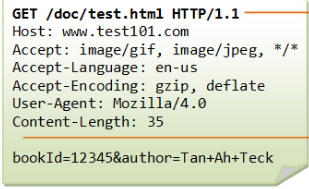 GET /doc/test.html HTTP/1.1
Host: www.test101.com
Accept: image/gif, image/jpeg, */*
Accept-Language: en-us
Accept-Encoding: gzip, deflate
User-Agent: Mozilla/4.0
Content-Length: 35
bookId=12345&author=Tan+Ah+Teck